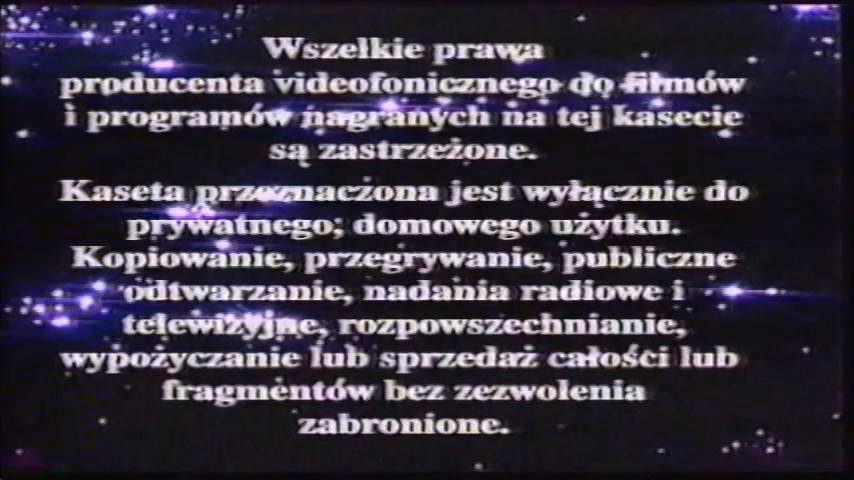 Wszelkie prawa
producenta videofonicznego do filmów
i programów nagranych na tej kasecie
są zastrzeżone.
Kaseta przeznaczona jest wyłącznie do
prywatnego, domowego użytku.
Kopiowanie, przegrywanie, publiczne
odtwarzanie, nadania radiowe i
telewizyjne, rozpowszechnianie,
wypożyczanie lub sprzedaż całości lub
fragmentów bez zezwolenia
zabronione.